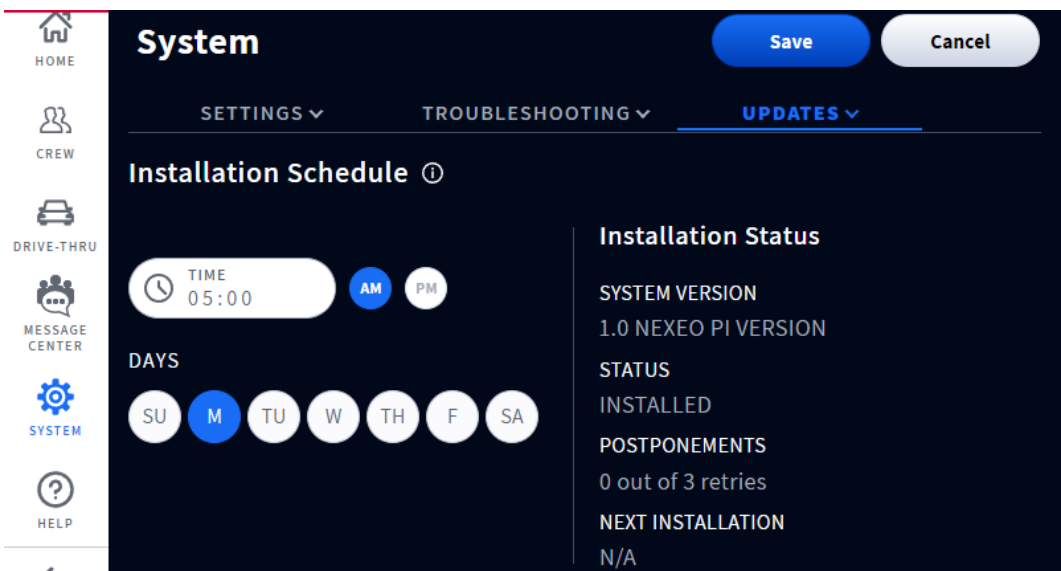 HOME
CREW
DRIVE-THRU
MESSAGE
CENTER
SYSTEM
HELP
System
Save
Cancel
SETTINGS
TROUBLESHOOTING
UPDATES
Installation Schedule
TIME
05:00
AM
PM
DAYS
SU M TU W TH F SA
Installation Status
SYSTEM VERSION
1.0 NEXEO PI VERSION
STATUS
INSTALLED
POSTPONEMENTS
0 out of 3 retries
NEXT INSTALLATION
N/A